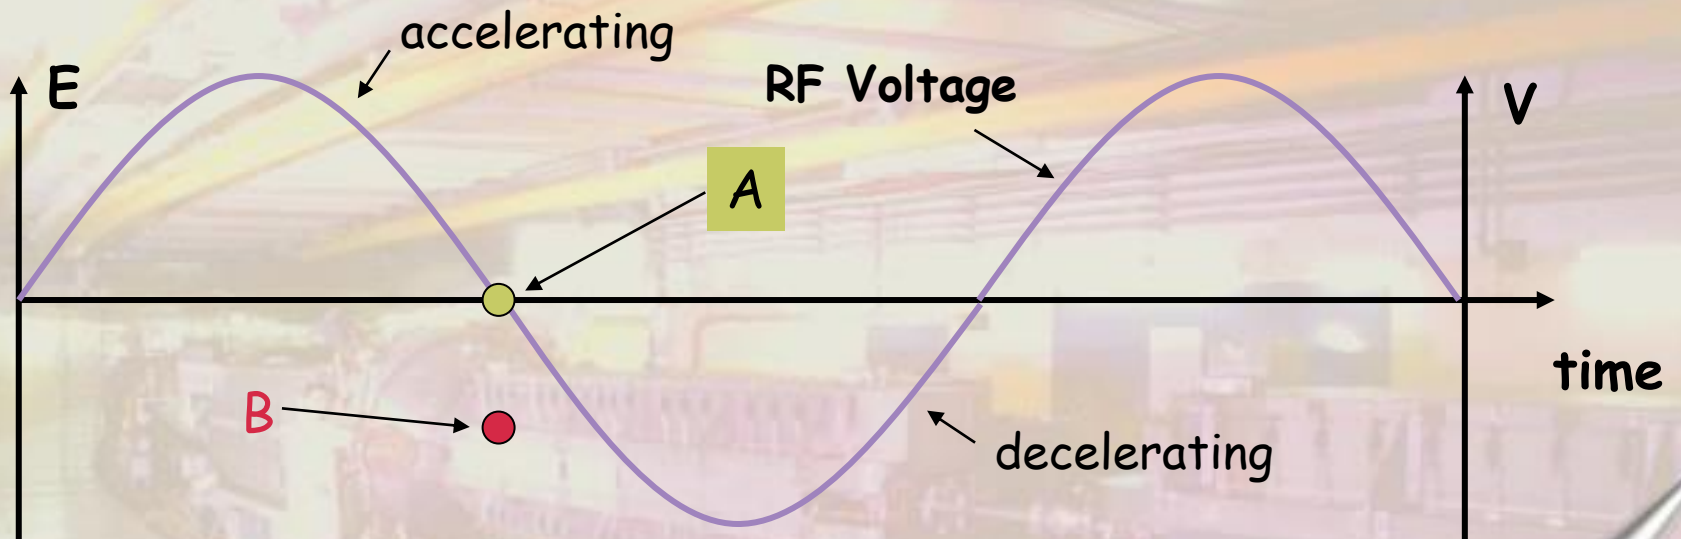 accelerating
E
RF Voltage
V
A
time
B
decelerating